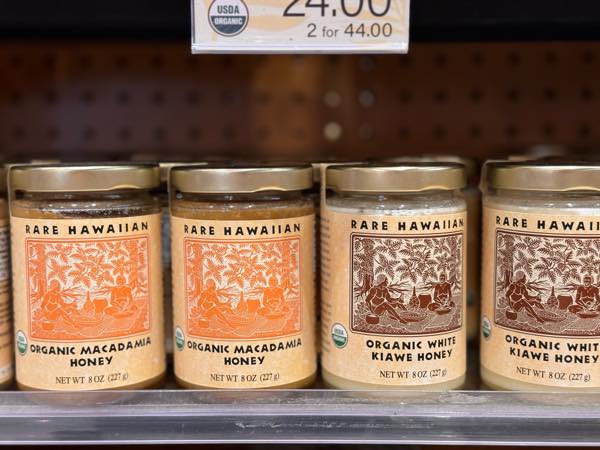 USDA
ORGANIC
24.00
2 for 44.00
RARE HAWAIIAN
ORGANIC MACADAMIA
HONEY
NET WT 8 OZ (227 g)
RARE HAWAIIAN
ORGANIC MACADAMIA
HONEY
NET WT 8 OZ (227 g)
RARE HAWAIIAN
ORGANIC WHITE
KIAWE HONEY
NET WT 8 OZ (227 g)
RARE HAWAIIAN
ORGANIC WHIT
KIAWE HONEY
NET WT 8 OZ (227 g)